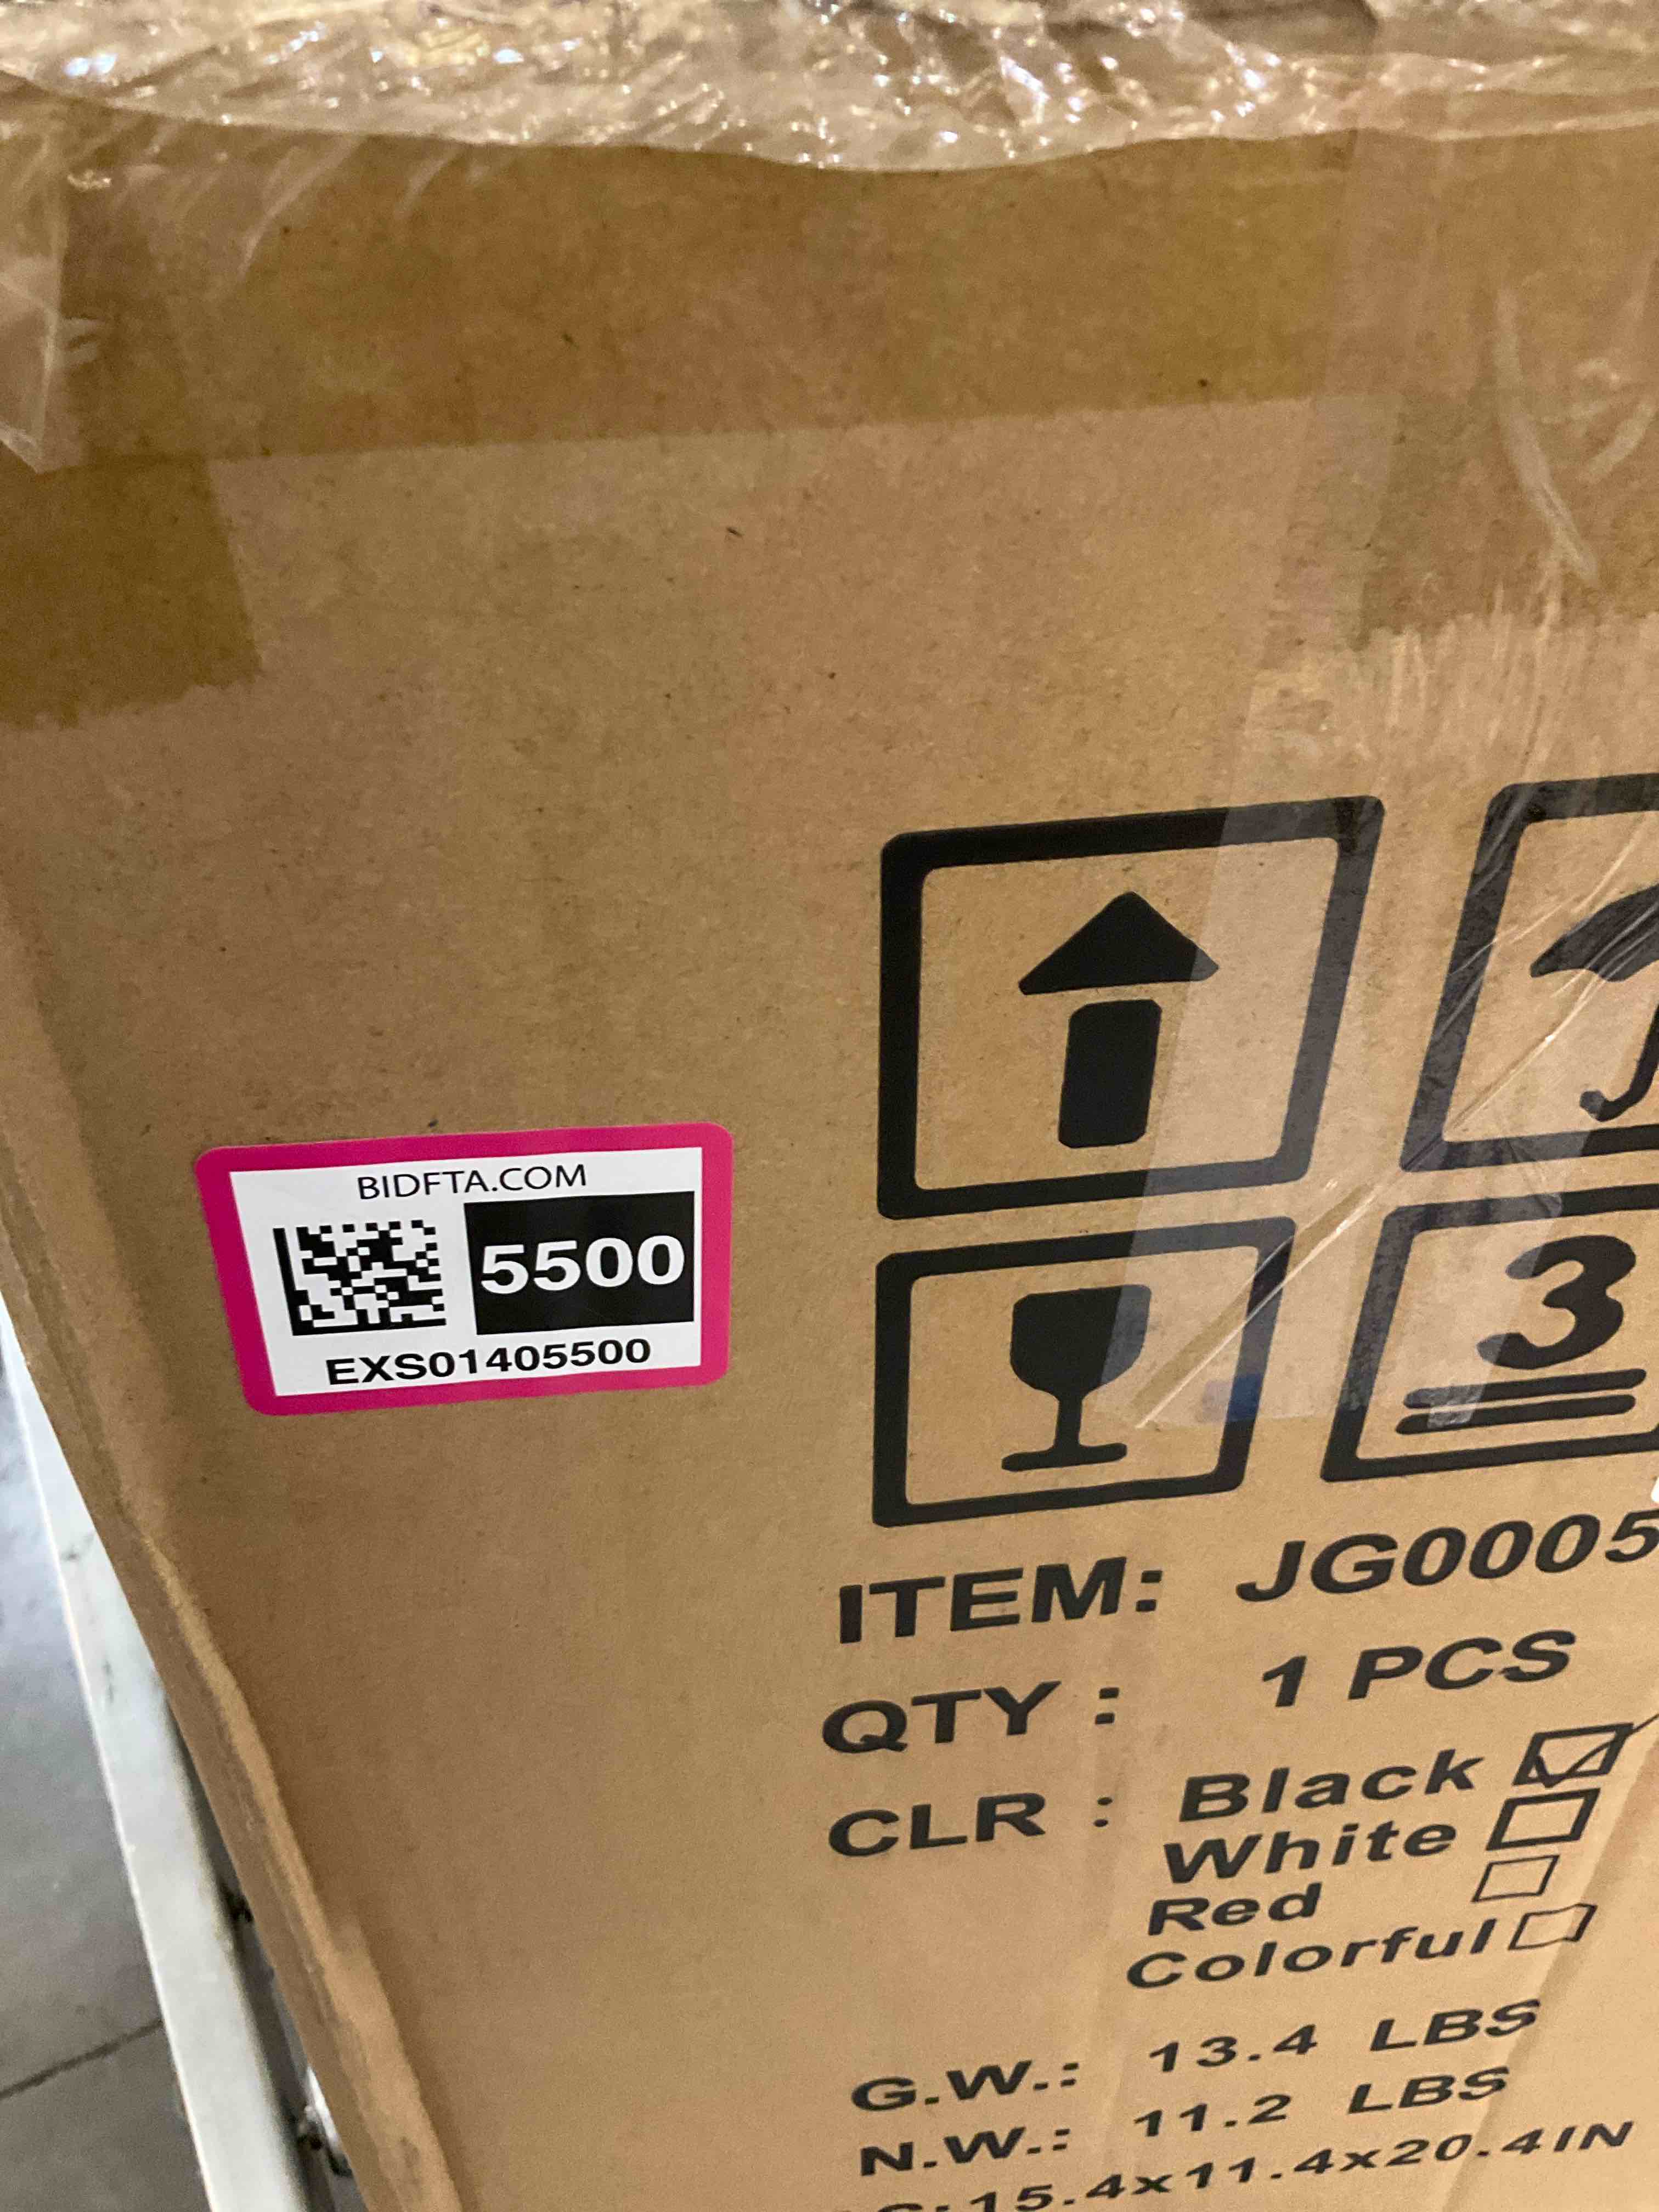 BIDFTA.COM
5500
EXS01405500
3
ITEM: JG0005
QTY : 1 PCS
CLR : Black
White
Red
Colorful
G.W.: 13.4 LBS
N.W.: 11.2 LBS
:15.4x11.4x20.4IN